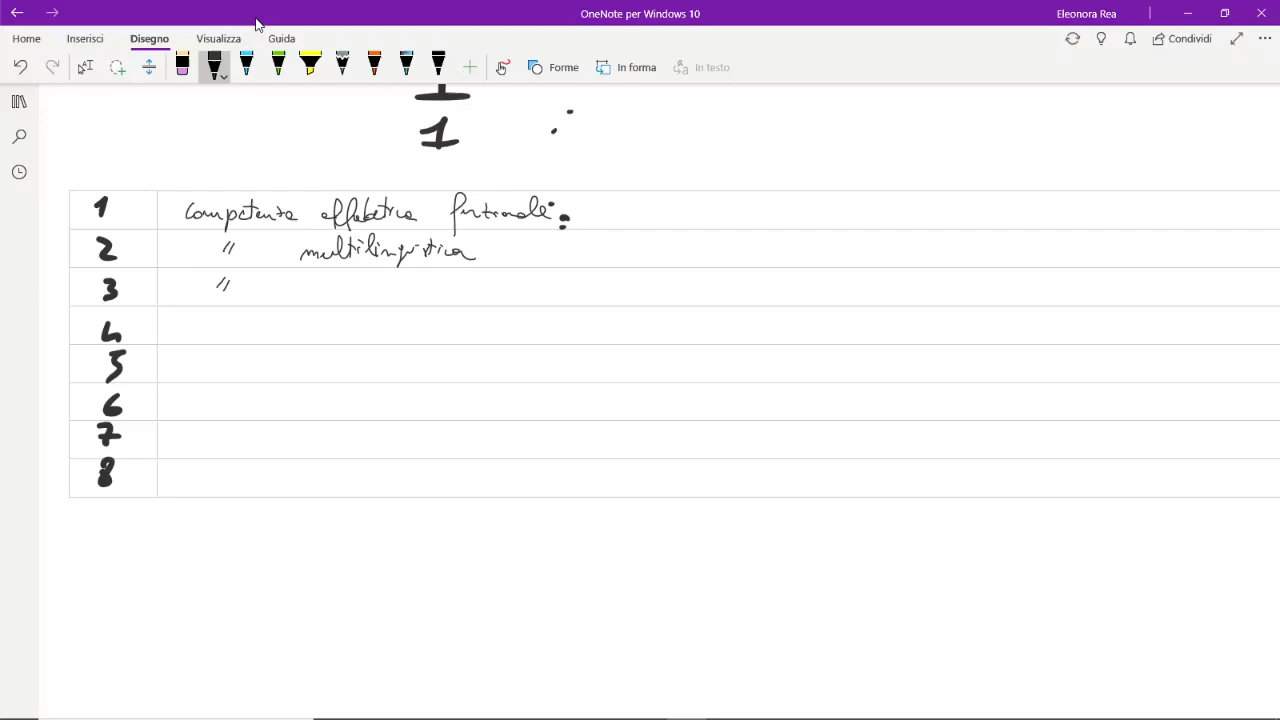 OneNote per Windows 10
Eleonora Rea
Home Inserisci Disegno Visualizza Guida
Condividi
Forme In forma In testo
1
1 Competenza alfabetica funzionale:
2 " multilinguistica
3 "
4
5
6
7
8